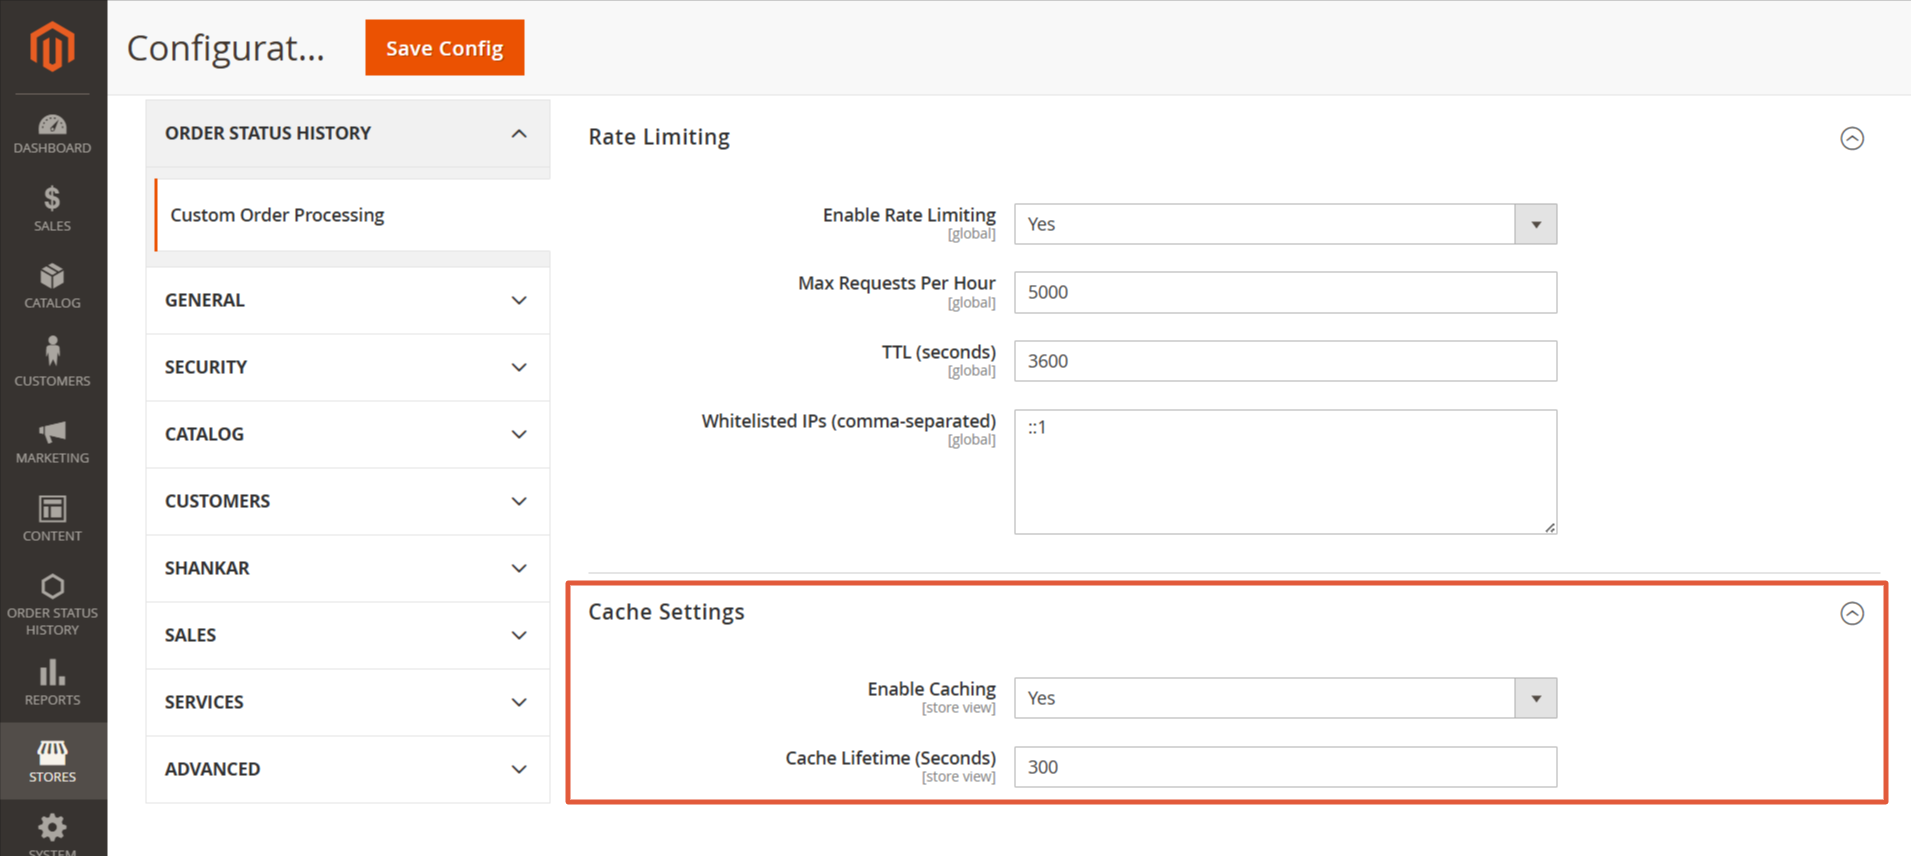 Configurat...
Save Config
DASHBOARD
SALES
CATALOG
CUSTOMERS
MARKETING
CONTENT
ORDER STATUS
HISTORY
REPORTS
STORES
SYSTEM
ORDER STATUS HISTORY
Custom Order Processing
GENERAL
SECURITY
CATALOG
CUSTOMERS
SHANKAR
SALES
SERVICES
ADVANCED
Rate Limiting
Enable Rate Limiting
[global]
Yes
Max Requests Per Hour
[global]
5000
TTL (seconds)
[global]
3600
Whitelisted IPs (comma-separated)
[global]
::1
Cache Settings
Enable Caching
[store view]
Yes
Cache Lifetime (Seconds)
[store view]
300